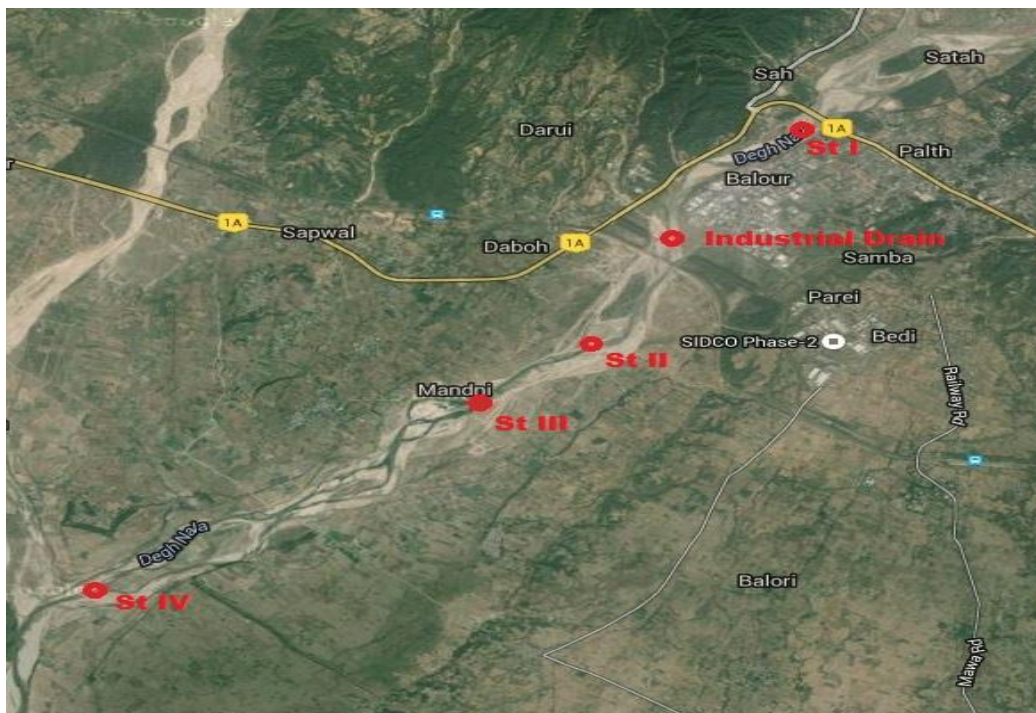 Satah
Sah
Darui
1A
Degh Na
St I
Palth
Balour
1A
Sapwal
Daboh
1A
Industrial Drain
Samba
Parei
SIDCO Phase-2
Bedi
St II
Mandni
St III
Railway Rd
Degh Nala
Balori
St IV
Mawa Rd